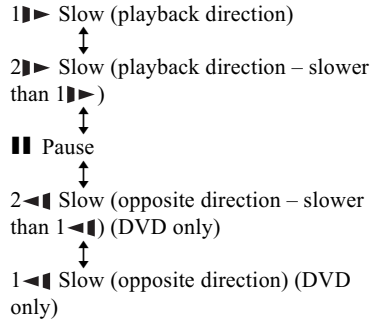 1▮► Slow (playback direction)
↕
2▮► Slow (playback direction – slower
than 1▮►)
↕
▮▮ Pause
↕
2◄▮ Slow (opposite direction – slower
than 1◄▮) (DVD only)
↕
1◄▮ Slow (opposite direction) (DVD
only)